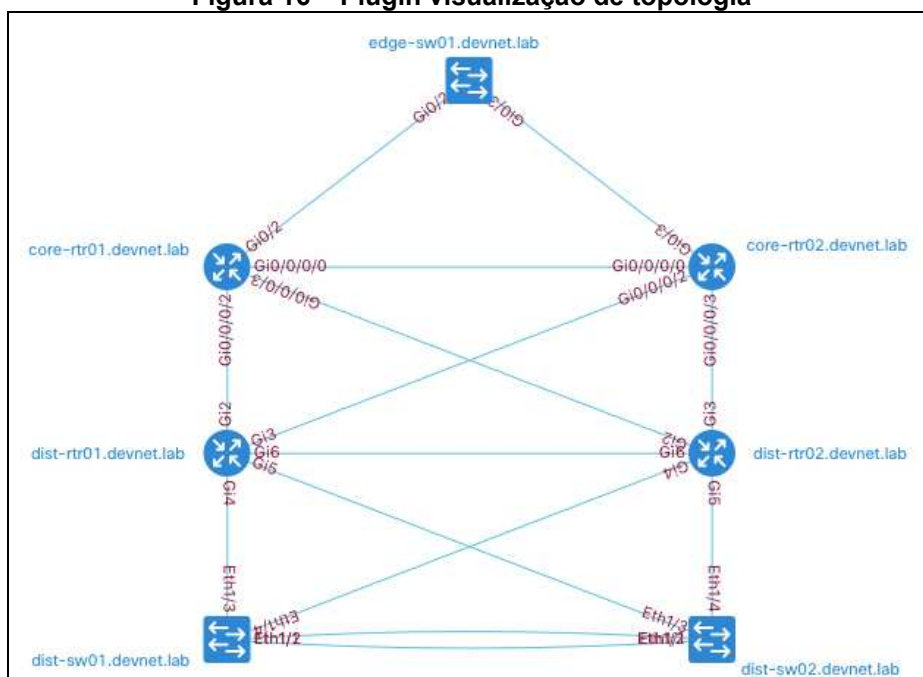 Figura 16 – Plugin visualização de topologia
edge-sw01.devnet.lab
Gi0/2
Gi0/3
core-rtr01.devnet.lab
Gi0/2
Gi0/3
core-rtr02.devnet.lab
Gi0/0/0/0
Gi0/0/0/0
Gi0/0/0/3
Gi0/0/0/2
Gi0/0/0/2
Gi0/0/0/3
Gi2
Gi3
dist-rtr01.devnet.lab
Gi3
Gi2
dist-rtr02.devnet.lab
Gi6
Gi6
Gi5
Gi4
Gi4
Gi5
Eth1/3
Eth1/4
Eth1/4
Eth1/3
Eth1/2
dist-sw01.devnet.lab
dist-sw02.devnet.lab